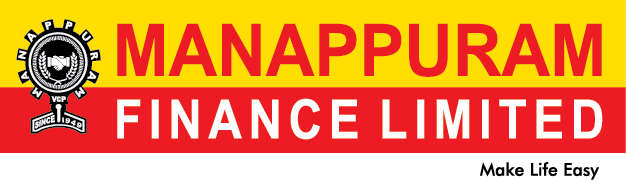 MANAPPURAM
VCP
SINCE 1949
MANAPPURAM
FINANCE LIMITED
Make Life Easy